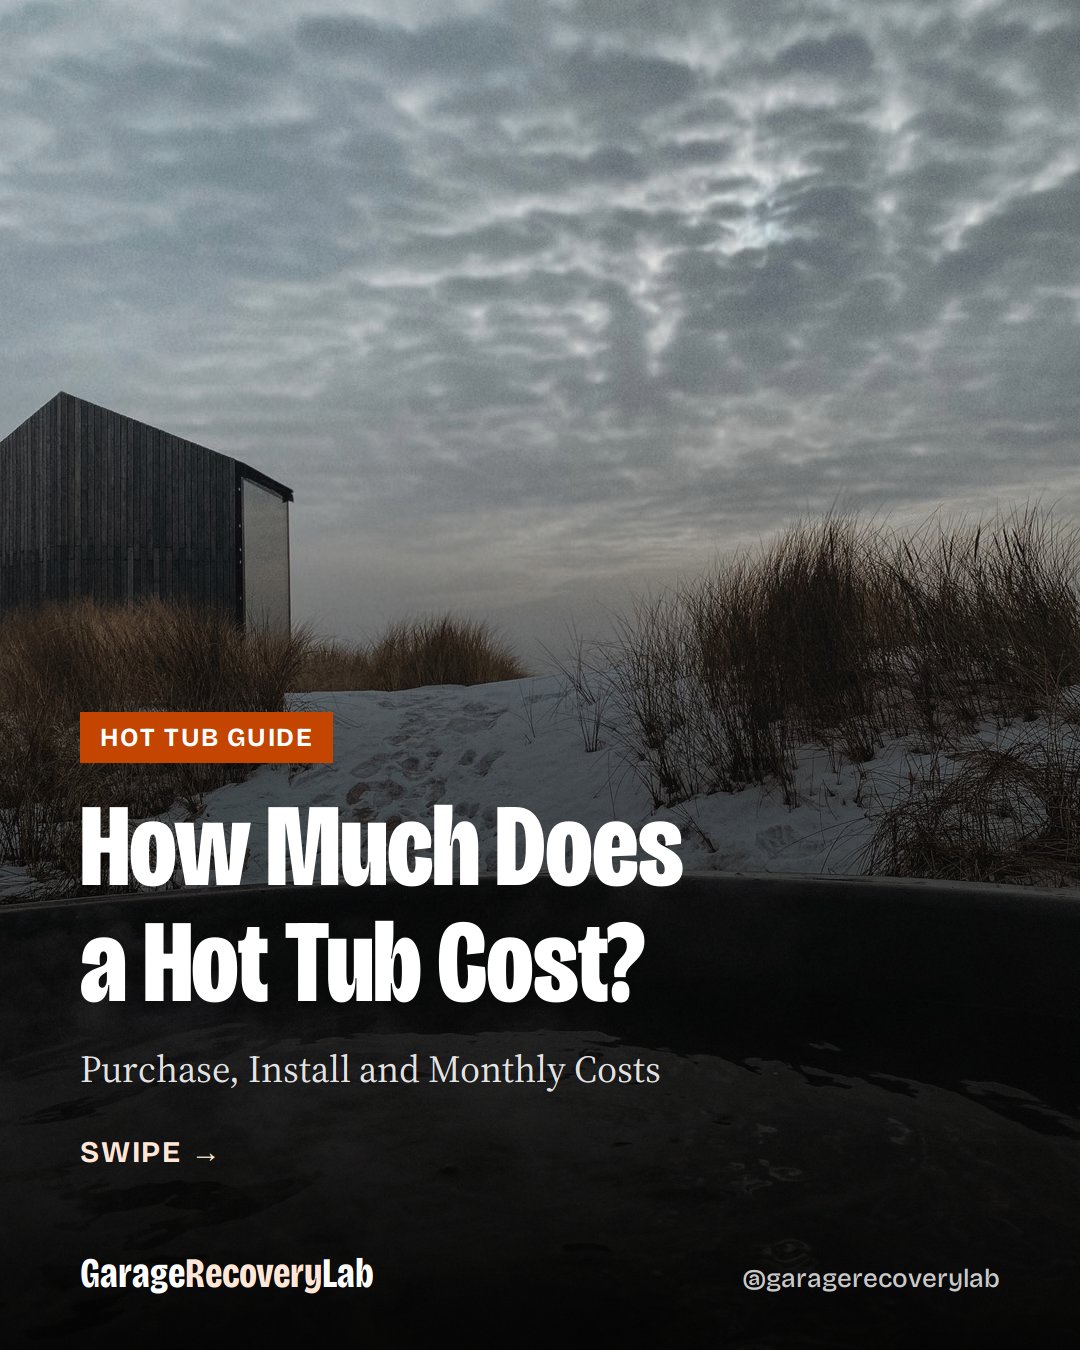 HOT TUB GUIDE
How Much Does
a Hot Tub Cost?
Purchase, Install and Monthly Costs
SWIPE →
GarageRecoveryLab
@garagerecoverylab